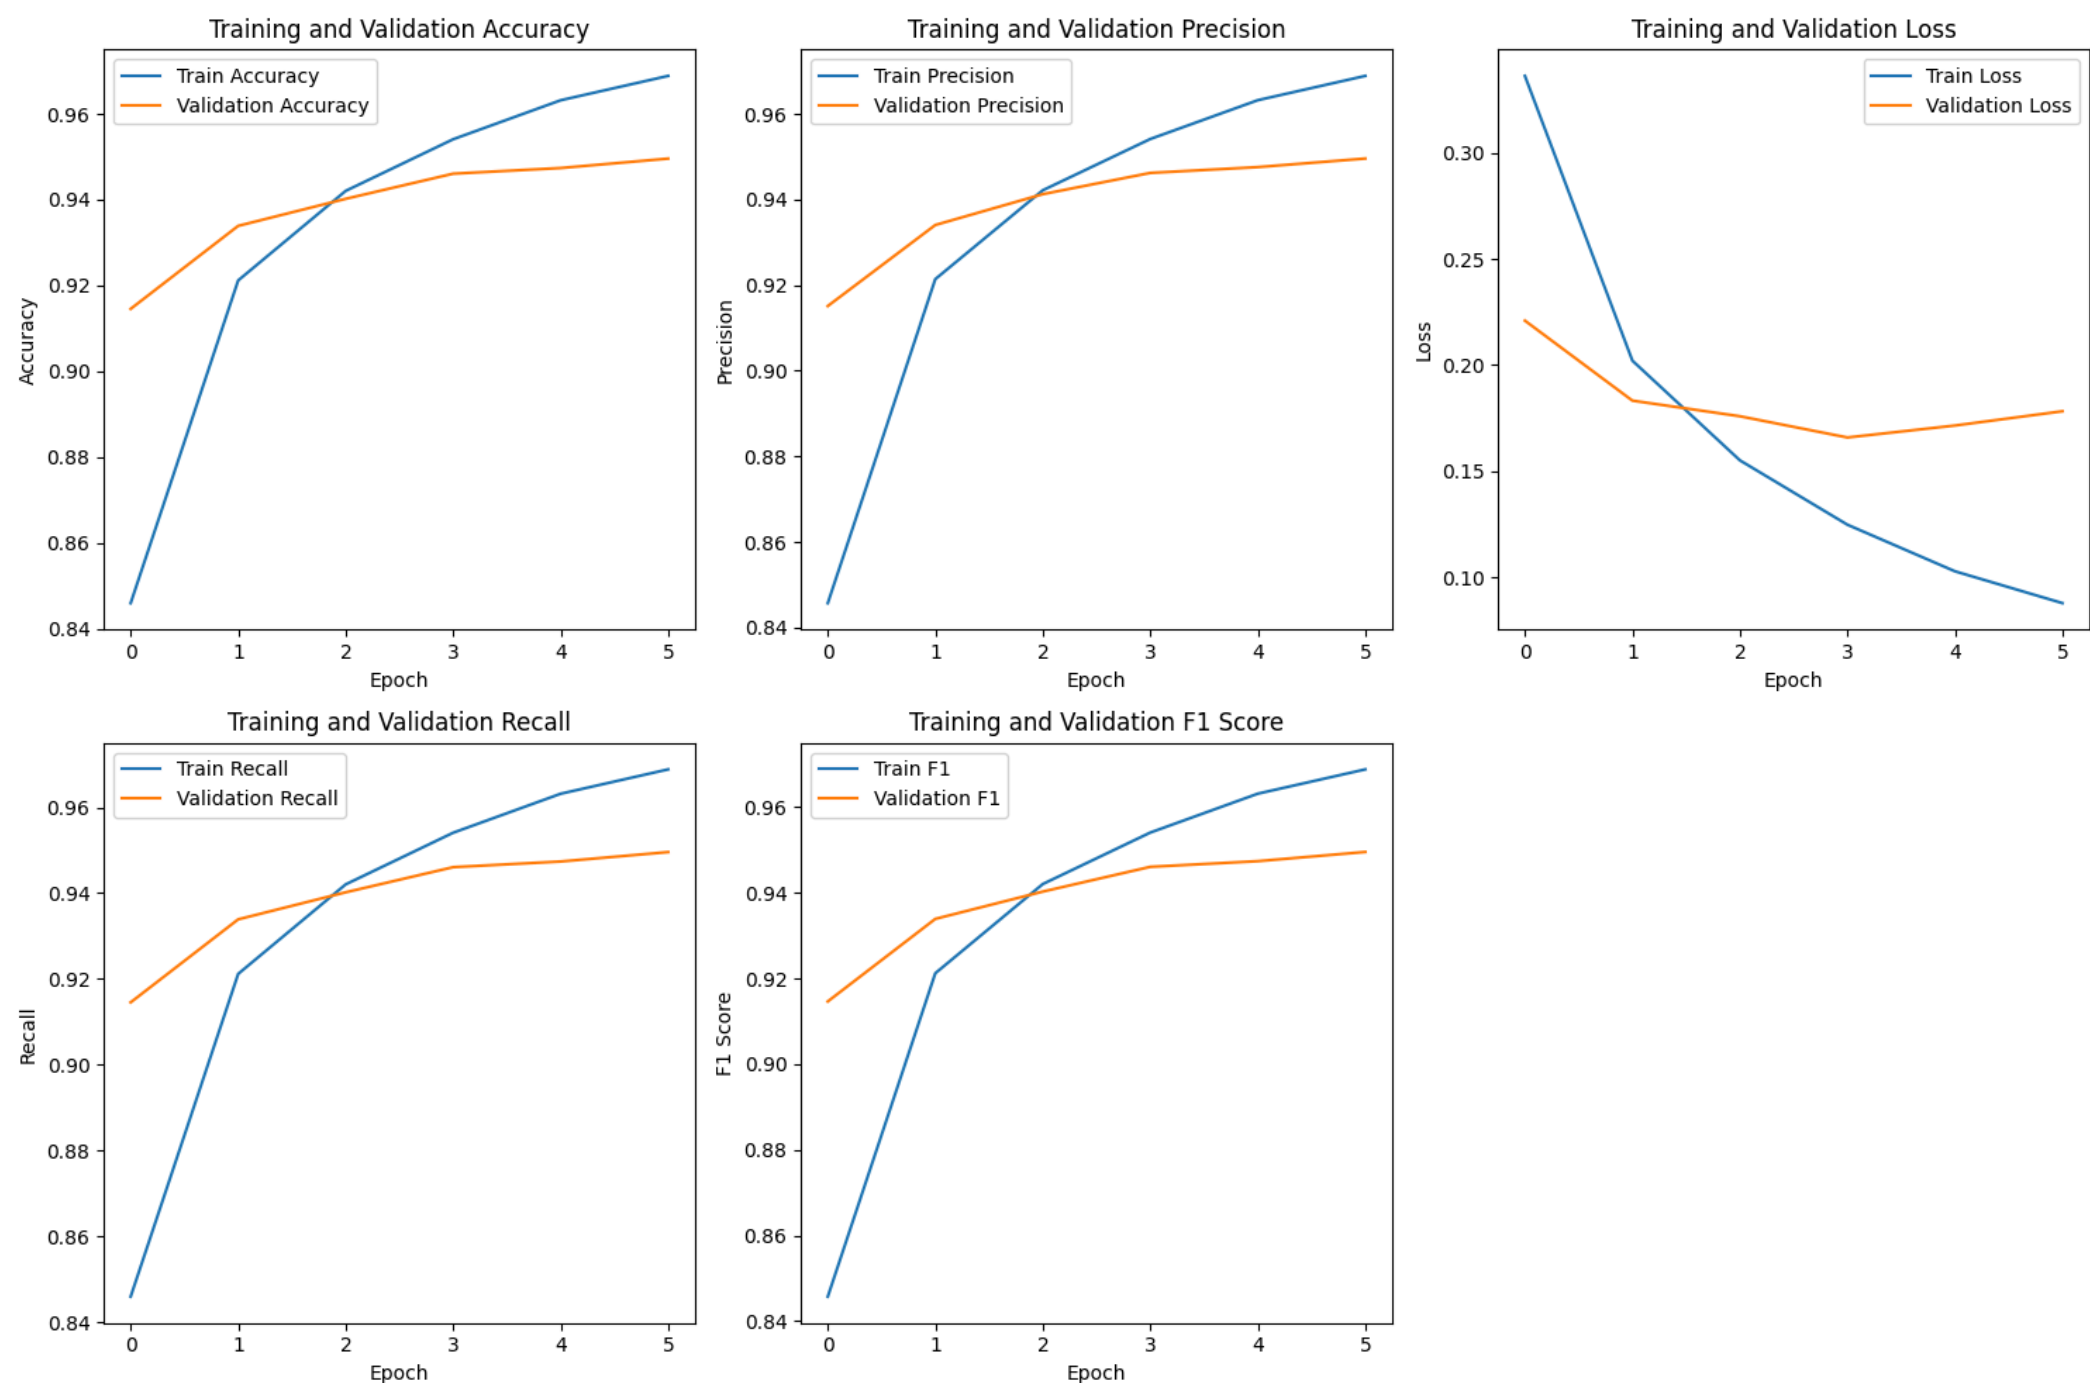 Training and Validation Accuracy
Train Accuracy
Validation Accuracy
0.96
0.94
0.92
0.90
0.88
0.86
0.84
Accuracy
0 1 2 3 4 5
Epoch
Training and Validation Precision
Train Precision
Validation Precision
0.96
0.94
0.92
0.90
0.88
0.86
0.84
Precision
0 1 2 3 4 5
Epoch
Training and Validation Loss
Train Loss
Validation Loss
0.30
0.25
0.20
0.15
0.10
Loss
0 1 2 3 4 5
Epoch
Training and Validation Recall
Train Recall
Validation Recall
0.96
0.94
0.92
0.90
0.88
0.86
0.84
Recall
0 1 2 3 4 5
Epoch
Training and Validation F1 Score
Train F1
Validation F1
0.96
0.94
0.92
0.90
0.88
0.86
0.84
F1 Score
0 1 2 3 4 5
Epoch